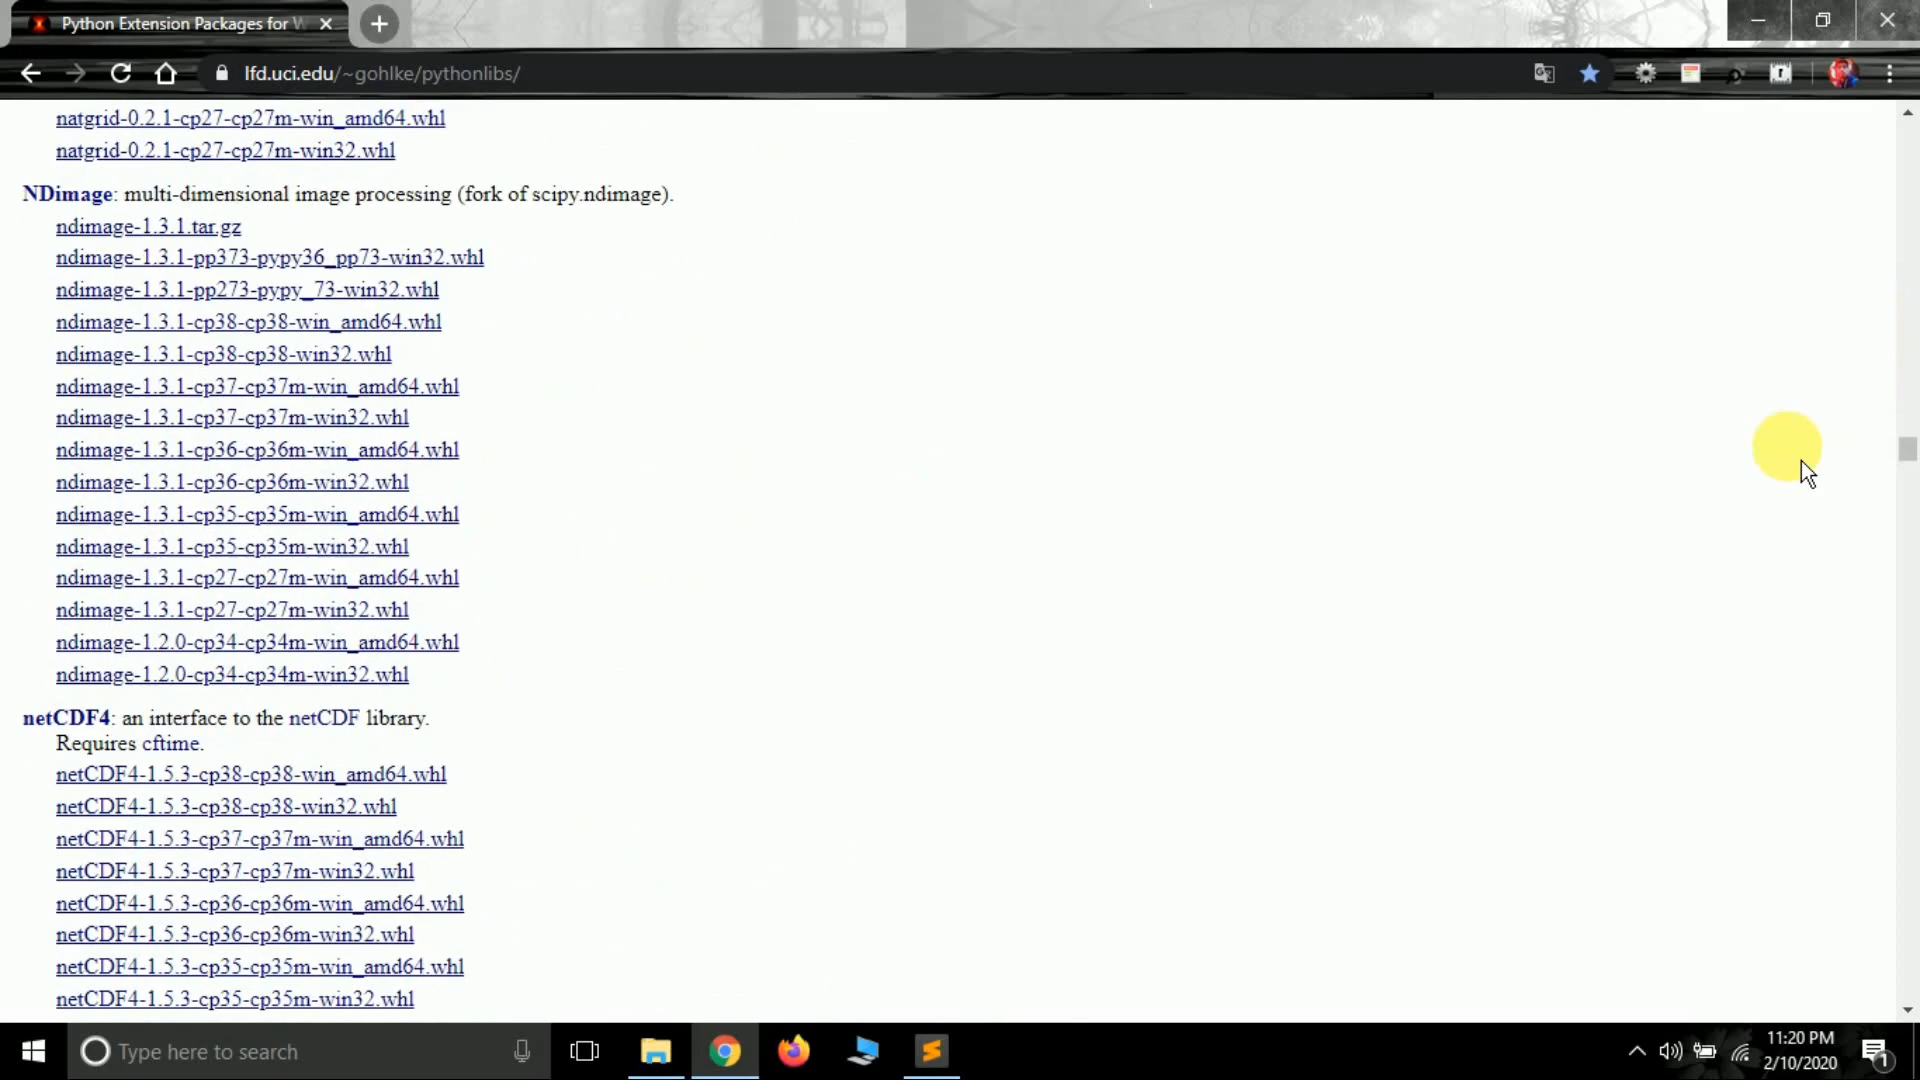 Python Extension Packages for W
lfd.uci.edu/~gohlke/pythonlibs/
natgrid-0.2.1-cp27-cp27m-win_amd64.whl
natgrid-0.2.1-cp27-cp27m-win32.whl
NDimage: multi-dimensional image processing (fork of scipy.ndimage).
ndimage-1.3.1.tar.gz
ndimage-1.3.1-pp373-pypy36_pp73-win32.whl
ndimage-1.3.1-pp273-pypy_73-win32.whl
ndimage-1.3.1-cp38-cp38-win_amd64.whl
ndimage-1.3.1-cp38-cp38-win32.whl
ndimage-1.3.1-cp37-cp37m-win_amd64.whl
ndimage-1.3.1-cp37-cp37m-win32.whl
ndimage-1.3.1-cp36-cp36m-win_amd64.whl
ndimage-1.3.1-cp36-cp36m-win32.whl
ndimage-1.3.1-cp35-cp35m-win_amd64.whl
ndimage-1.3.1-cp35-cp35m-win32.whl
ndimage-1.3.1-cp27-cp27m-win_amd64.whl
ndimage-1.3.1-cp27-cp27m-win32.whl
ndimage-1.2.0-cp34-cp34m-win_amd64.whl
ndimage-1.2.0-cp34-cp34m-win32.whl
netCDF4: an interface to the netCDF library.
Requires cftime.
netCDF4-1.5.3-cp38-cp38-win_amd64.whl
netCDF4-1.5.3-cp38-cp38-win32.whl
netCDF4-1.5.3-cp37-cp37m-win_amd64.whl
netCDF4-1.5.3-cp37-cp37m-win32.whl
netCDF4-1.5.3-cp36-cp36m-win_amd64.whl
netCDF4-1.5.3-cp36-cp36m-win32.whl
netCDF4-1.5.3-cp35-cp35m-win_amd64.whl
netCDF4-1.5.3-cp35-cp35m-win32.whl
Type here to search
11:20 PM
2/10/2020
1